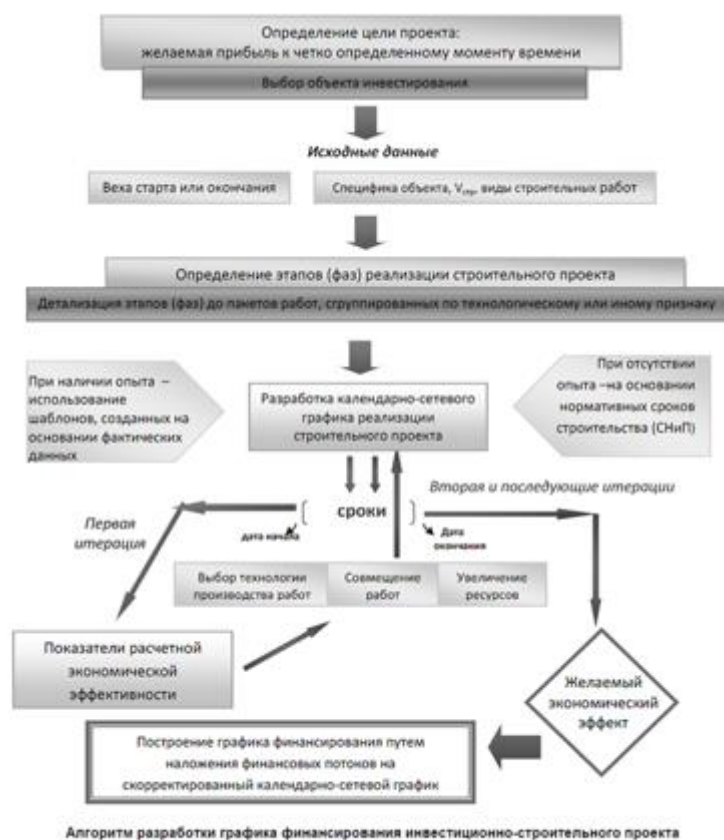 Определение цели проекта:
желаемая прибыль к четко определенному моменту времени
Выбор объекта инвестирования
Исходные данные
Веха старта или окончания
Специфика объекта, Vстр, виды строительных работ
Определение этапов (фаз) реализации строительного проекта
Детализация этапов (фаз) до пакетов работ, сгруппированных по технологическому или иному признаку
При наличии опыта –
использование
шаблонов, созданных на
основании фактических
данных
Разработка календарно-сетевого
графика реализации
строительного проекта
При отсутствии
опыта –на основании
нормативных сроков
строительства (СНиП)
Первая
итерация
сроки
дата начала
Дата
окончания
Вторая и последующие итерации
Выбор технологии
производства работ
Совмещение
работ
Увеличение
ресурсов
Показатели расчетной
экономической
эффективности
Желаемый
экономический
эффект
Построение графика финансирования путем
наложения финансовых потоков на
скорректированный календарно-сетевой график
Алгоритм разработки графика финансирования инвестиционно-строительного проекта